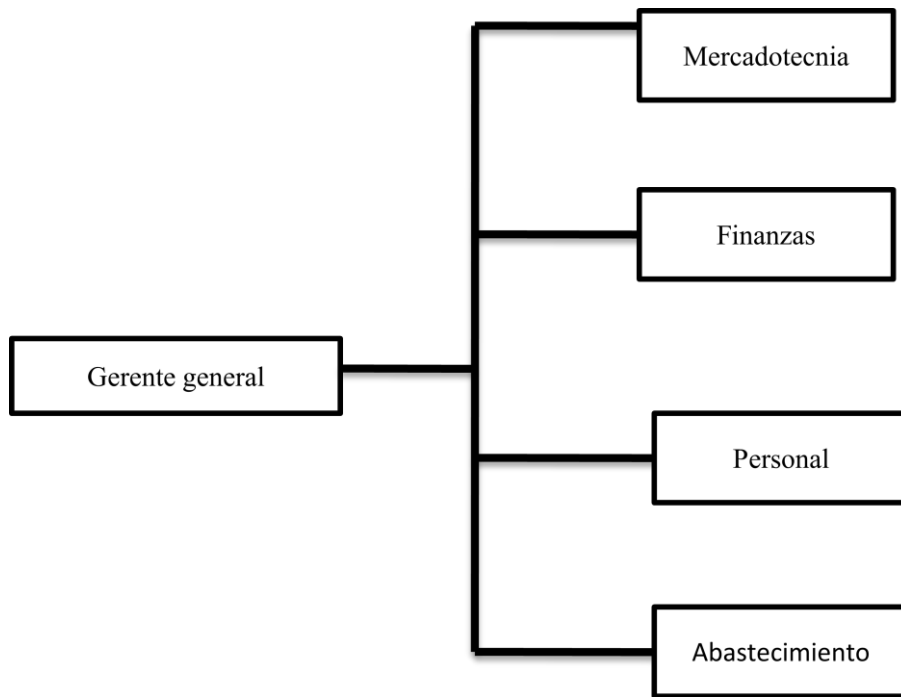 Mercadotecnia
Finanzas
Gerente general
Personal
Abastecimiento